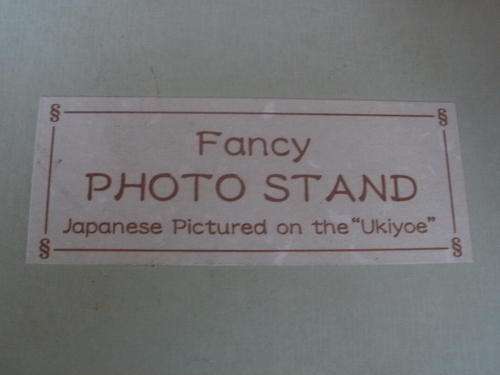 Fancy
PHOTO STAND
Japanese Pictured on the "Ukiyoe"